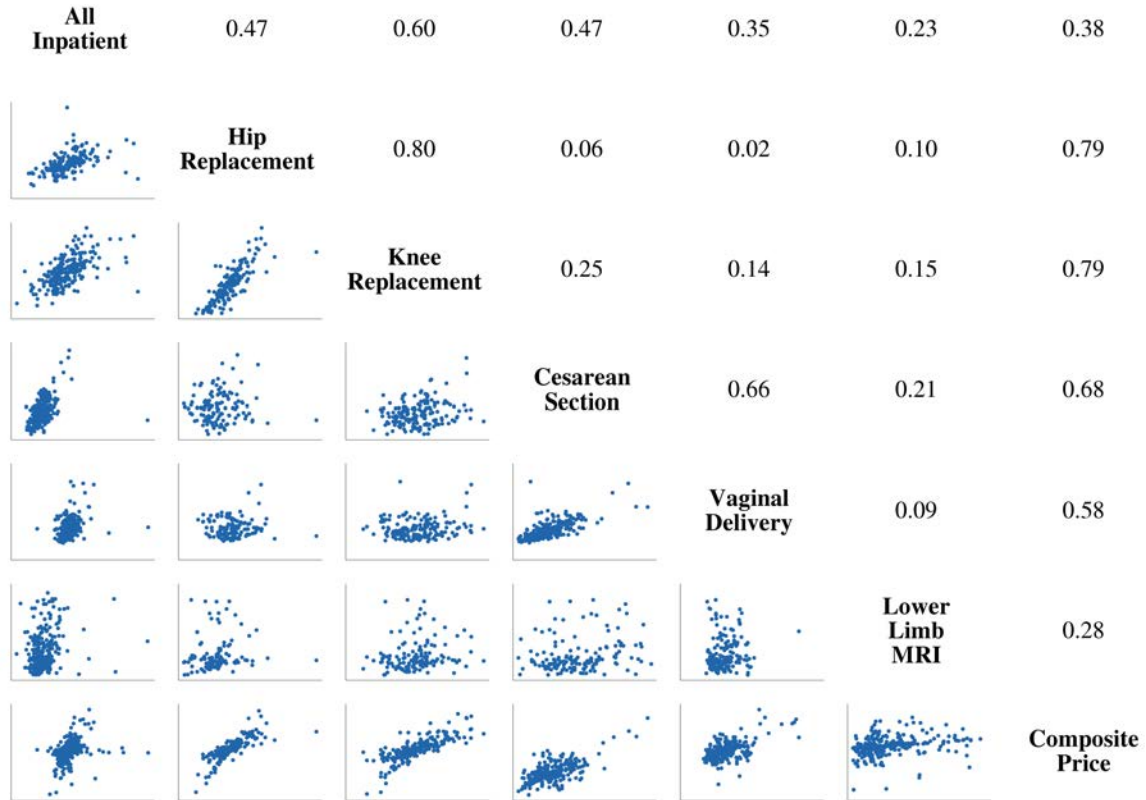 All
Inpatient
0.47
0.60
0.47
0.35
0.23
0.38
Hip
Replacement
0.80
0.06
0.02
0.10
0.79
Knee
Replacement
0.25
0.14
0.15
0.79
Cesarean
Section
0.66
0.21
0.68
Vaginal
Delivery
0.09
0.58
Lower
Limb
MRI
0.28
Composite
Price